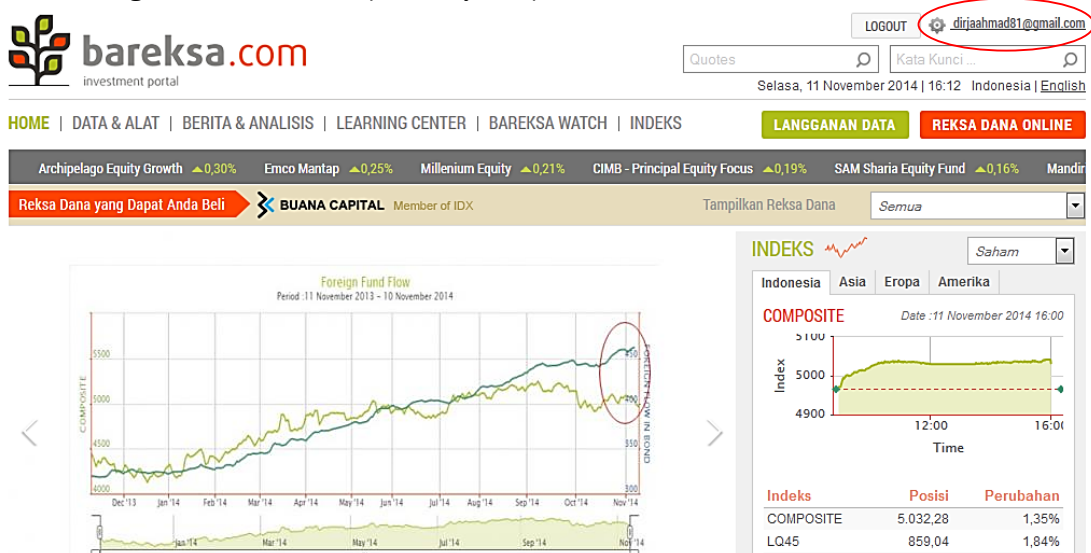 LOGOUT dirjaahmad81@gmail.com
bareksa.com
investment portal
Quotes
Kata Kunci ...
Selasa, 11 November 2014 | 16:12 Indonesia | English
HOME | DATA & ALAT | BERITA & ANALISIS | LEARNING CENTER | BAREKSA WATCH | INDEKS
LANGGANAN DATA
REKSA DANA ONLINE
Archipelago Equity Growth 0,30% Emco Mantap 0,25% Millenium Equity 0,21% CIMB - Principal Equity Focus 0,19% SAM Sharia Equity Fund 0,16% Mandir
Reksa Dana yang Dapat Anda Beli
BUANA CAPITAL Member of IDX
Tampilkan Reksa Dana
Semua
Foreign Fund Flow
Period :11 November 2013 - 10 November 2014
COMPOSITE
5500
5000
4500
4000
FOREIGN FLOW IN BOND
450
400
350
300
Dec'13 Jan'14 Feb'14 Mar'14 Apr'14 May'14 Jun'14 Jul'14 Aug'14 Sep'14 Oct'14 Nov'14
Jan'14 Mar'14 May'14 Jul'14 Sep'14 Nov'14
INDEKS
Saham
Indonesia Asia Eropa Amerika
COMPOSITE
Date :11 November 2014 16:00
Index
5100
5000
4900
12:00 16:00
Time
Indeks Posisi Perubahan
COMPOSITE 5.032,28 1,35%
LQ45 859,04 1,84%